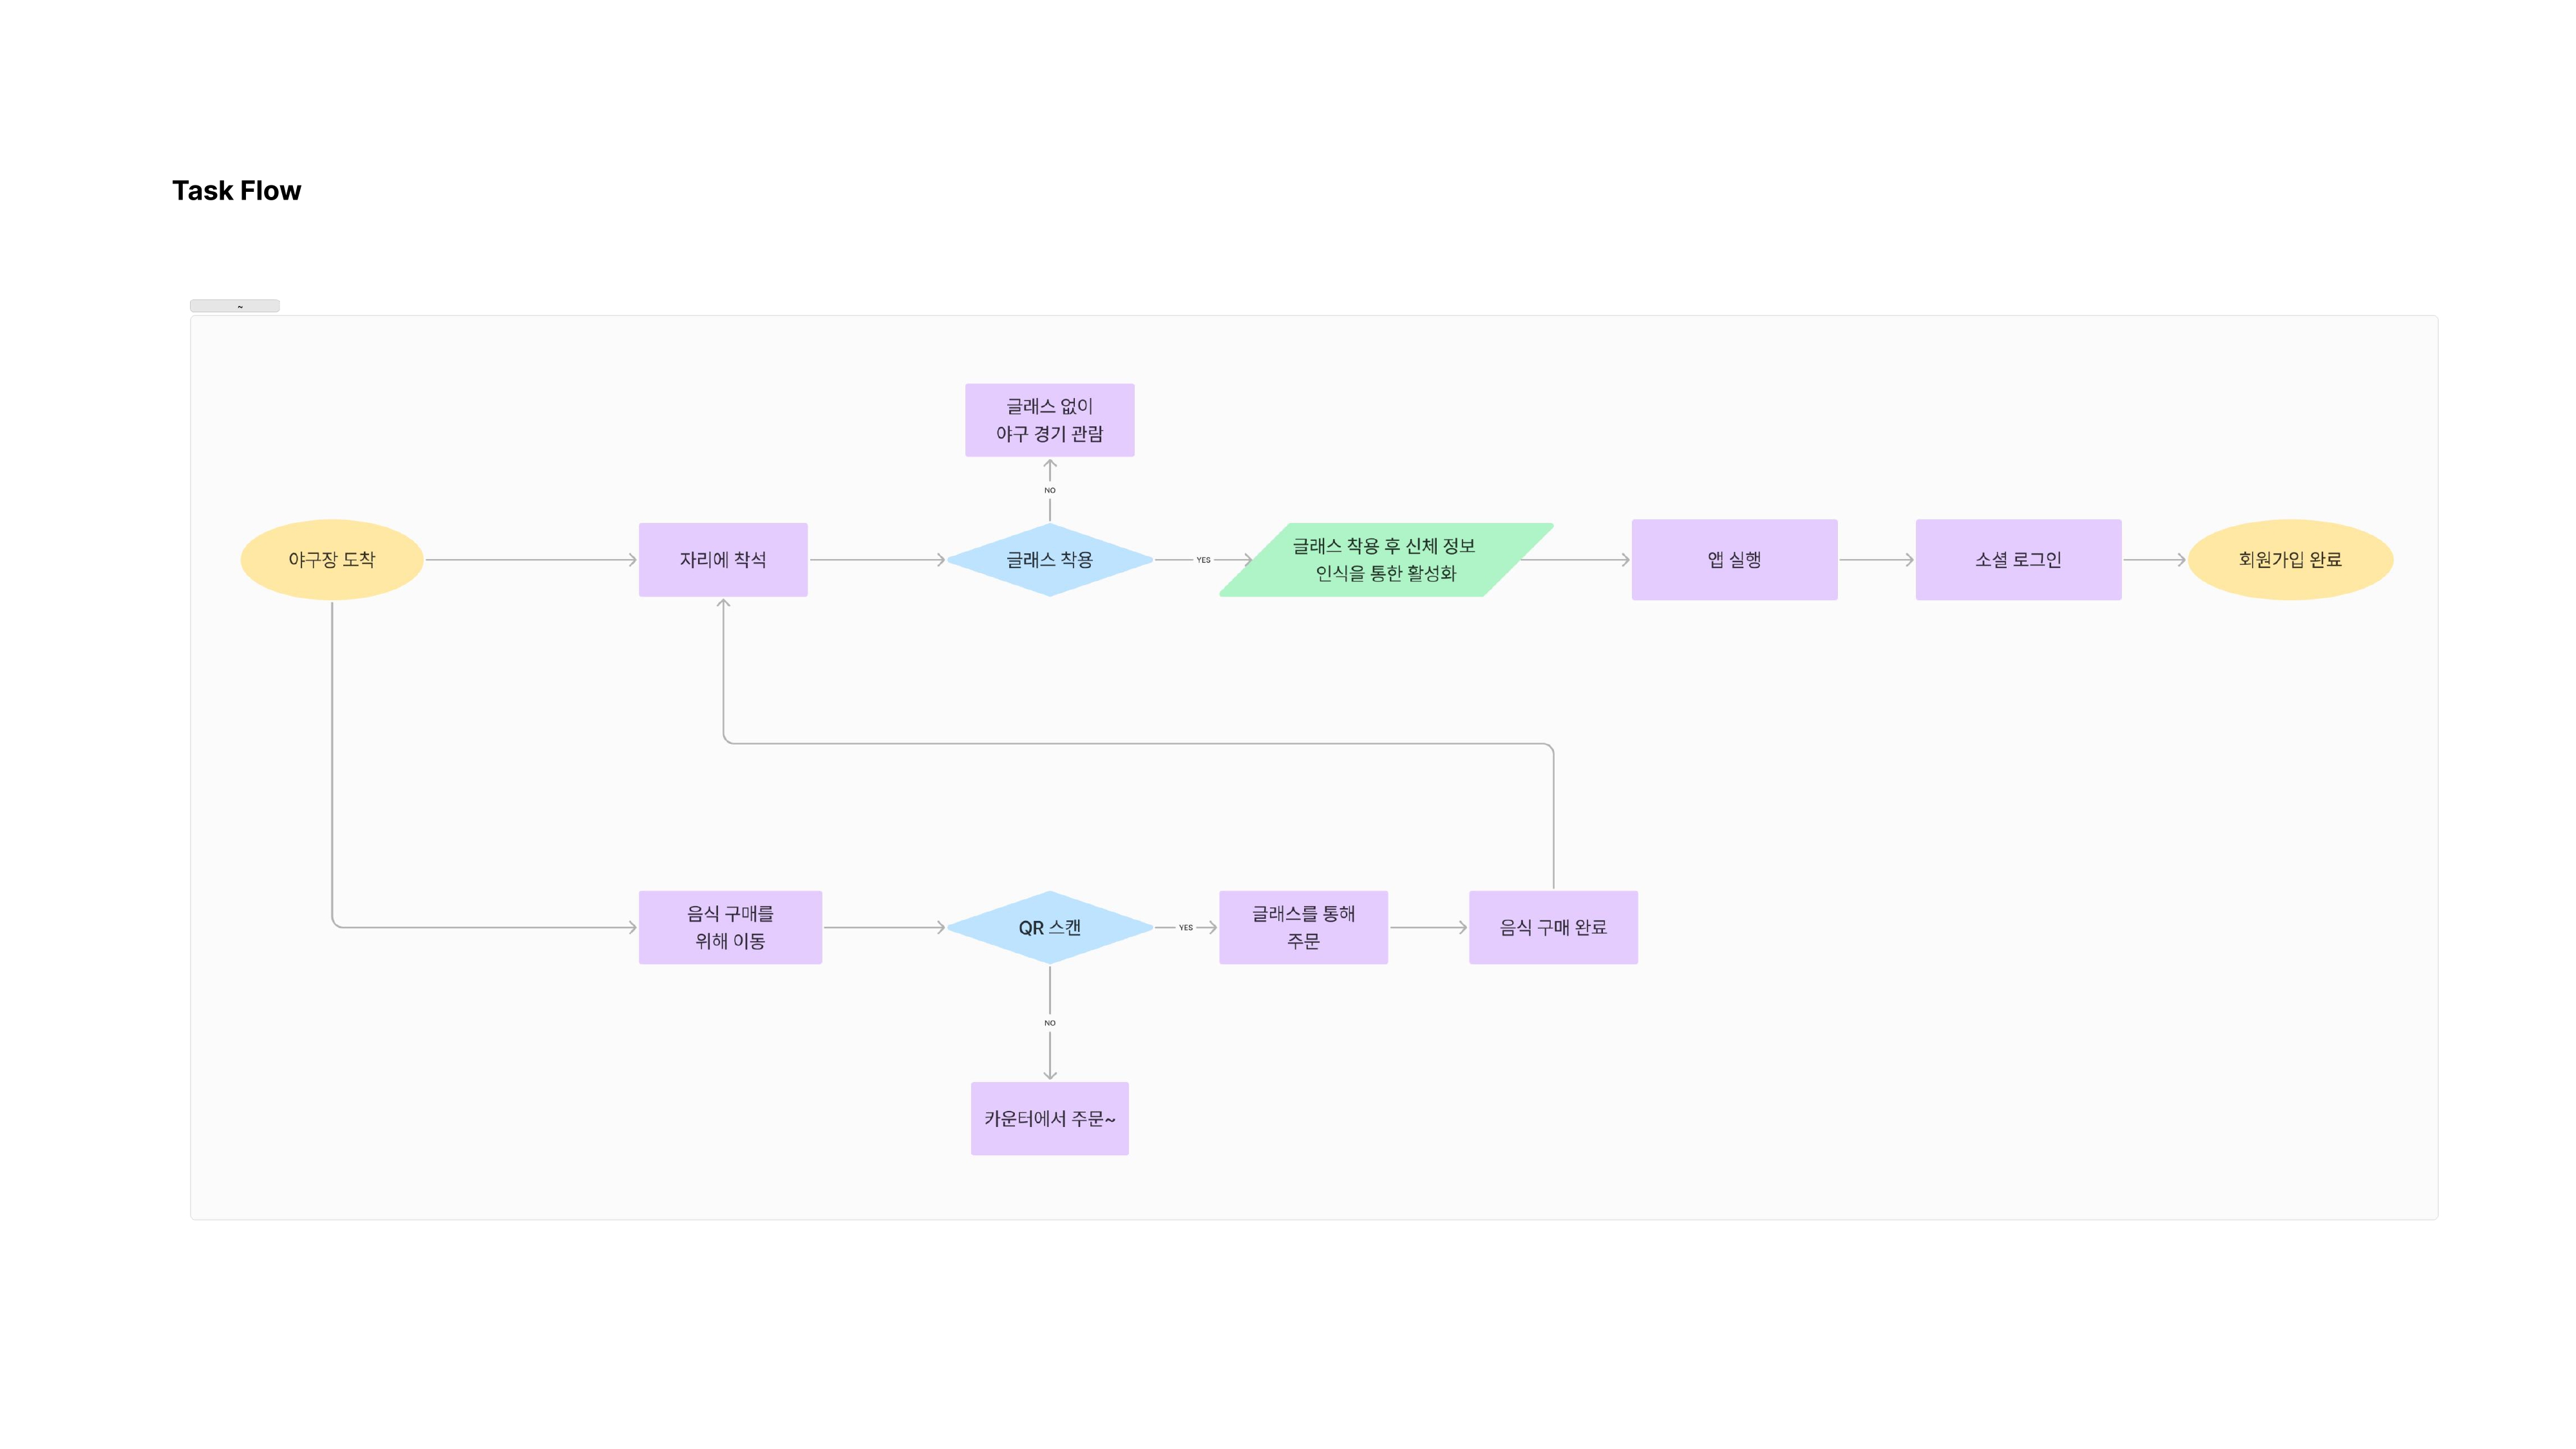 Task Flow
~
글래스 없이
야구 경기 관람
NO
야구장 도착
자리에 착석
글래스 착용
YES
글래스 착용 후 신체 정보
인식을 통한 활성화
앱 실행
소셜 로그인
회원가입 완료
음식 구매를
위해 이동
QR 스캔
YES
글래스를 통해
주문
음식 구매 완료
NO
카운터에서 주문~